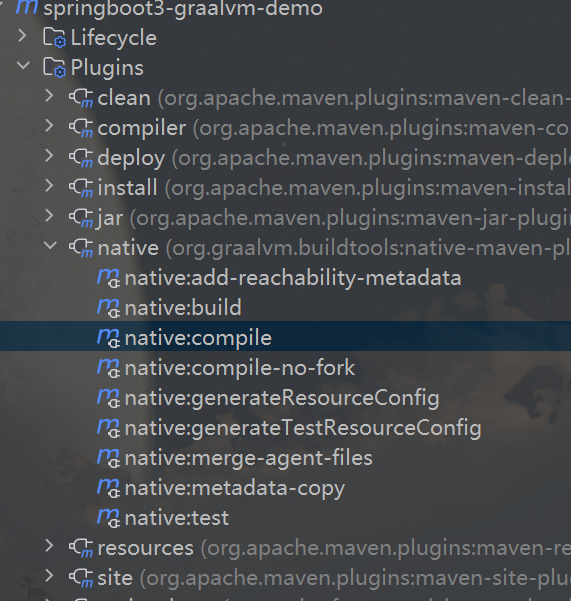 springboot3-graalvm-demo
Lifecycle
Plugins
clean (org.apache.maven.plugins:maven-clean-
compiler (org.apache.maven.plugins:maven-co
deploy (org.apache.maven.plugins:maven-depl
install (org.apache.maven.plugins:maven-instal
jar (org.apache.maven.plugins:maven-jar-plugin
native (org.graalvm.buildtools:native-maven-pl
native:add-reachability-metadata
native:build
native:compile
native:compile-no-fork
native:generateResourceConfig
native:generateTestResourceConfig
native:merge-agent-files
native:metadata-copy
native:test
resources (org.apache.maven.plugins:maven-re
site (org.apache.maven.plugins:maven-site-plu